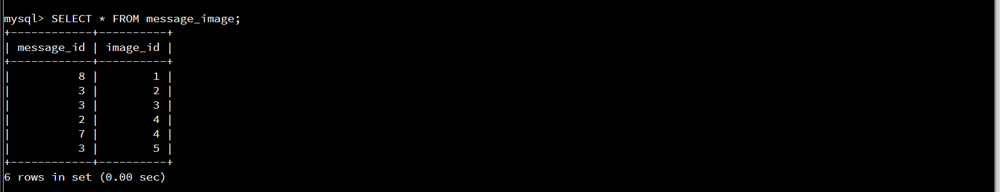 mysql> SELECT * FROM message_image;
+------------+----------+
| message_id | image_id |
+------------+----------+
|          8 |        1 |
|          3 |        2 |
|          3 |        3 |
|          2 |        4 |
|          7 |        4 |
|          3 |        5 |
+------------+----------+
6 rows in set (0.00 sec)